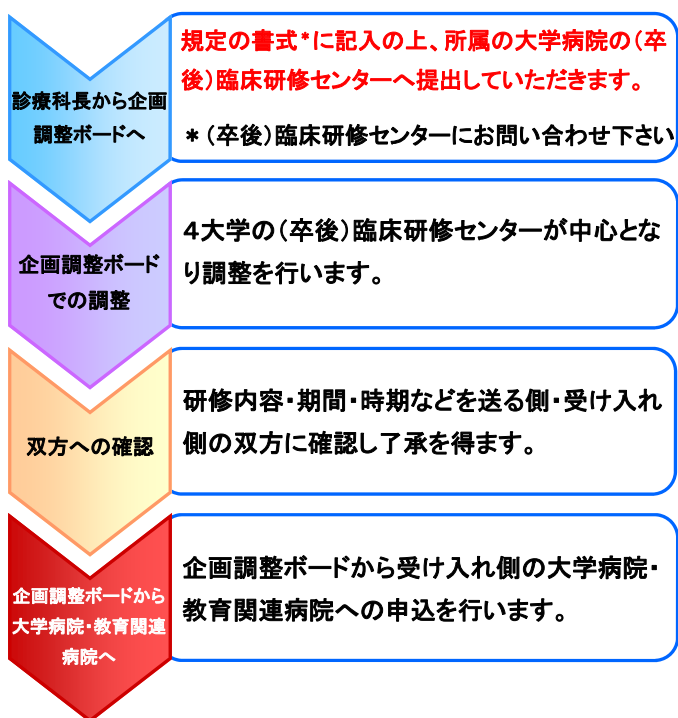 診療科長から企画
調整ボードへ
規定の書式*に記入の上、所属の大学病院の(卒
後)臨床研修センターへ提出していただきます。
*(卒後)臨床研修センターにお問い合わせ下さい
企画調整ボード
での調整
4大学の(卒後)臨床研修センターが中心とな
り調整を行います。
双方への確認
研修内容・期間・時期などを送る側・受け入れ
側の双方に確認し了承を得ます。
企画調整ボードから
大学病院・教育関連
病院へ
企画調整ボードから受け入れ側の大学病院・
教育関連病院への申込を行います。